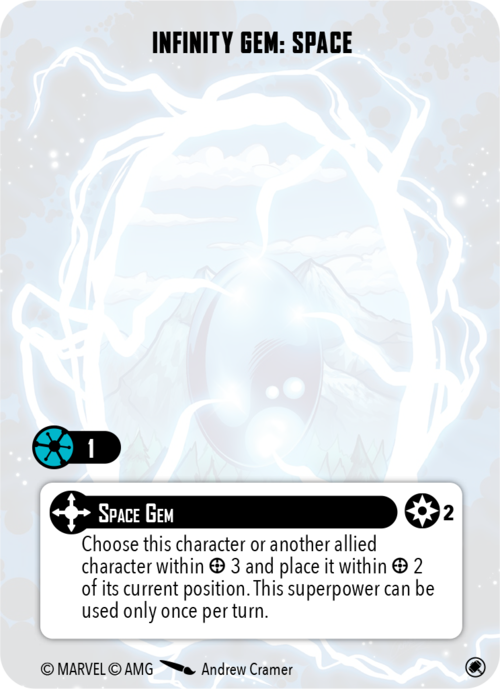 INFINITY GEM: SPACE
1
SPACE GEM 2
Choose this character or another allied
character within 3 and place it within 2
of its current position. This superpower can be
used only once per turn.
© MARVEL © AMG Andrew Cramer